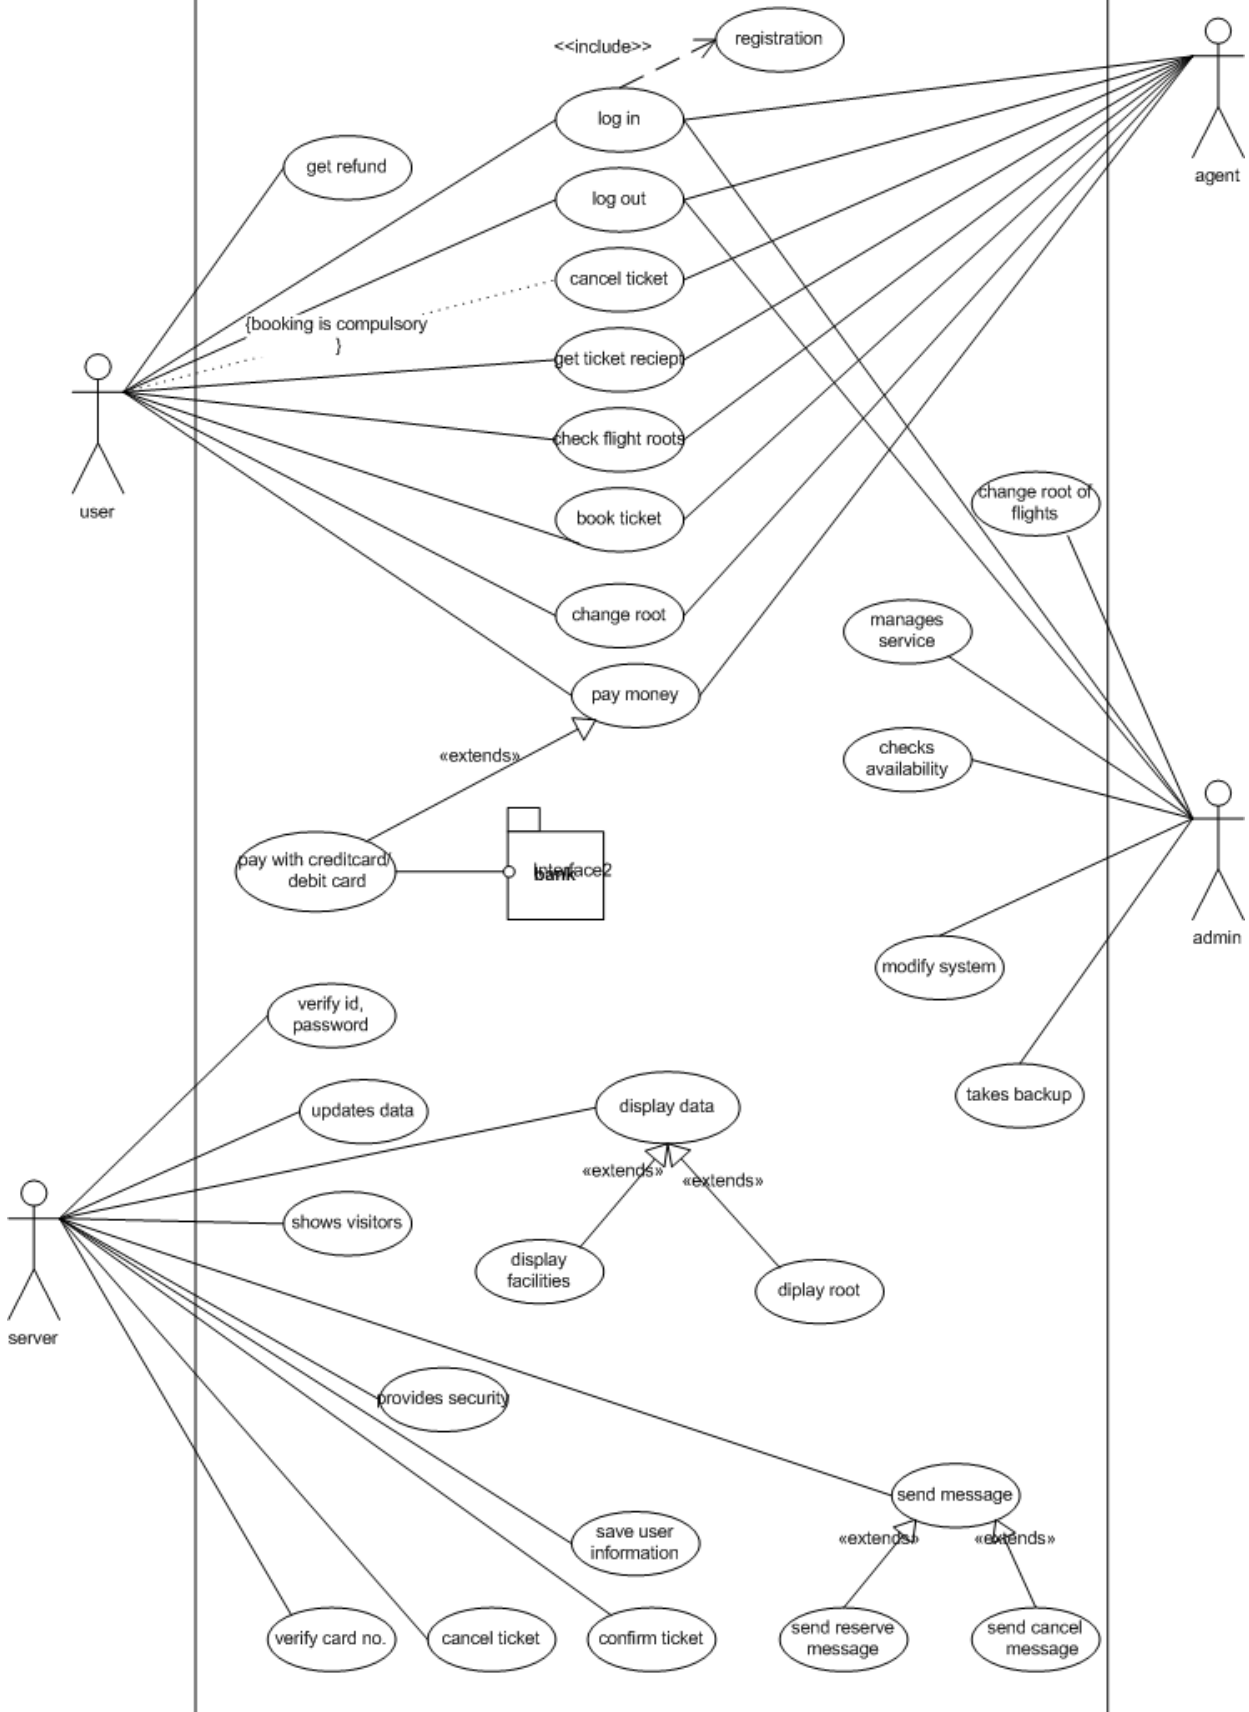 registration
<<include>>
log in
get refund
agent
log out
cancel ticket
{booking is compulsory
}
get ticket reciept
check flight roots
user
book ticket
change root of
flights
change root
manages
service
pay money
«extends»
checks
availability
pay with creditcard/
debit card
Interface2
bank
admin
modify system
verify id,
password
takes backup
updates data
display data
«extends»
«extends»
shows visitors
display
facilities
diplay root
server
provides security
send message
«extends»
«extends»
save user
information
verify card no.
cancel ticket
confirm ticket
send reserve
message
send cancel
message